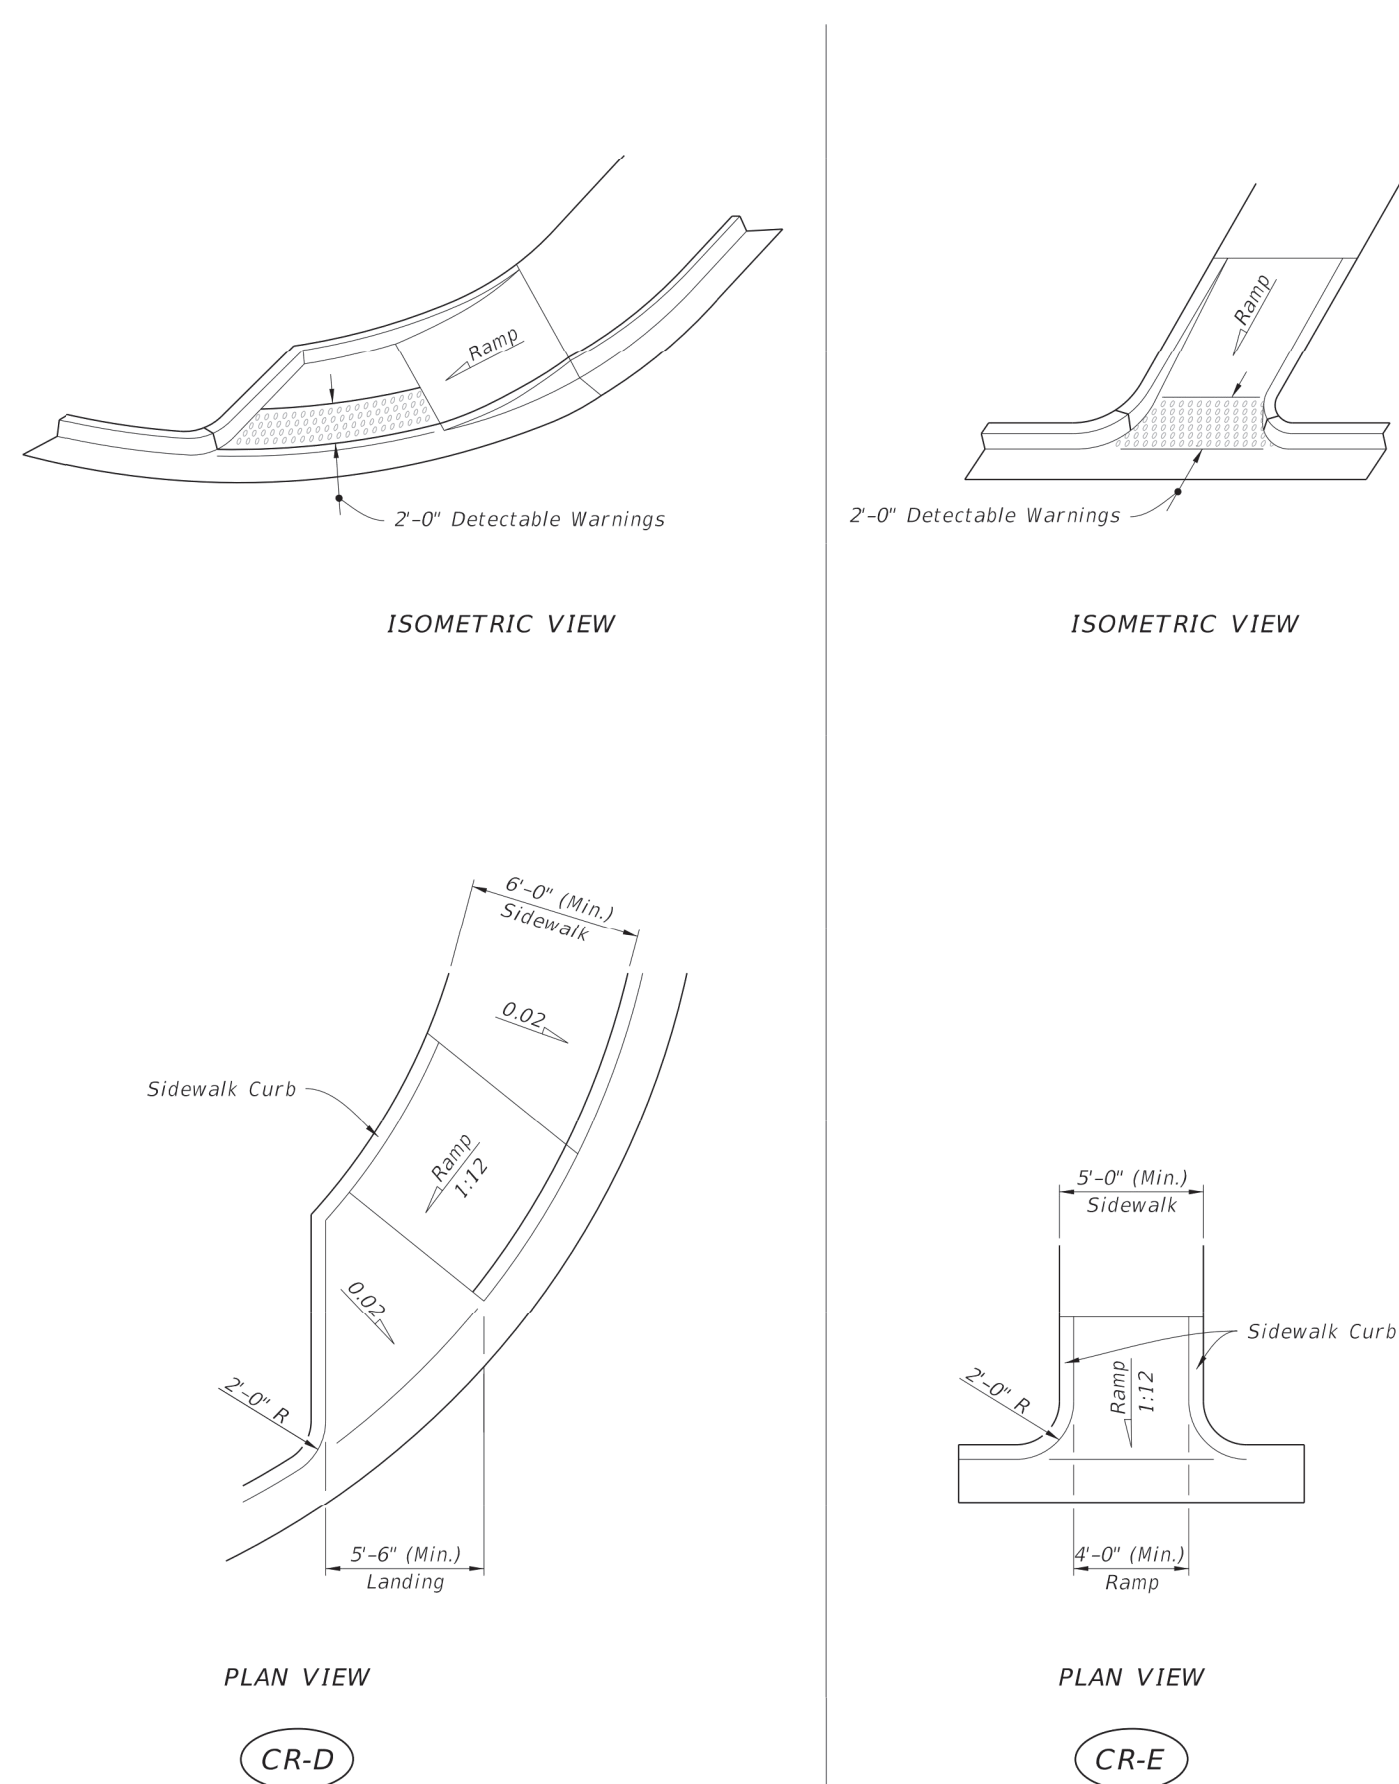 Ramp
2'-0" Detectable Warnings
ISOMETRIC VIEW
6'-0" (Min.)
Sidewalk
0.02
Sidewalk Curb
Ramp
1:12
0.02
2'-0" R
5'-6" (Min.)
Landing
PLAN VIEW
CR-D
Ramp
2'-0" Detectable Warnings
ISOMETRIC VIEW
5'-0" (Min.)
Sidewalk
Sidewalk Curb
2'-0" R
Ramp
1:12
4'-0" (Min.)
Ramp
PLAN VIEW
CR-E